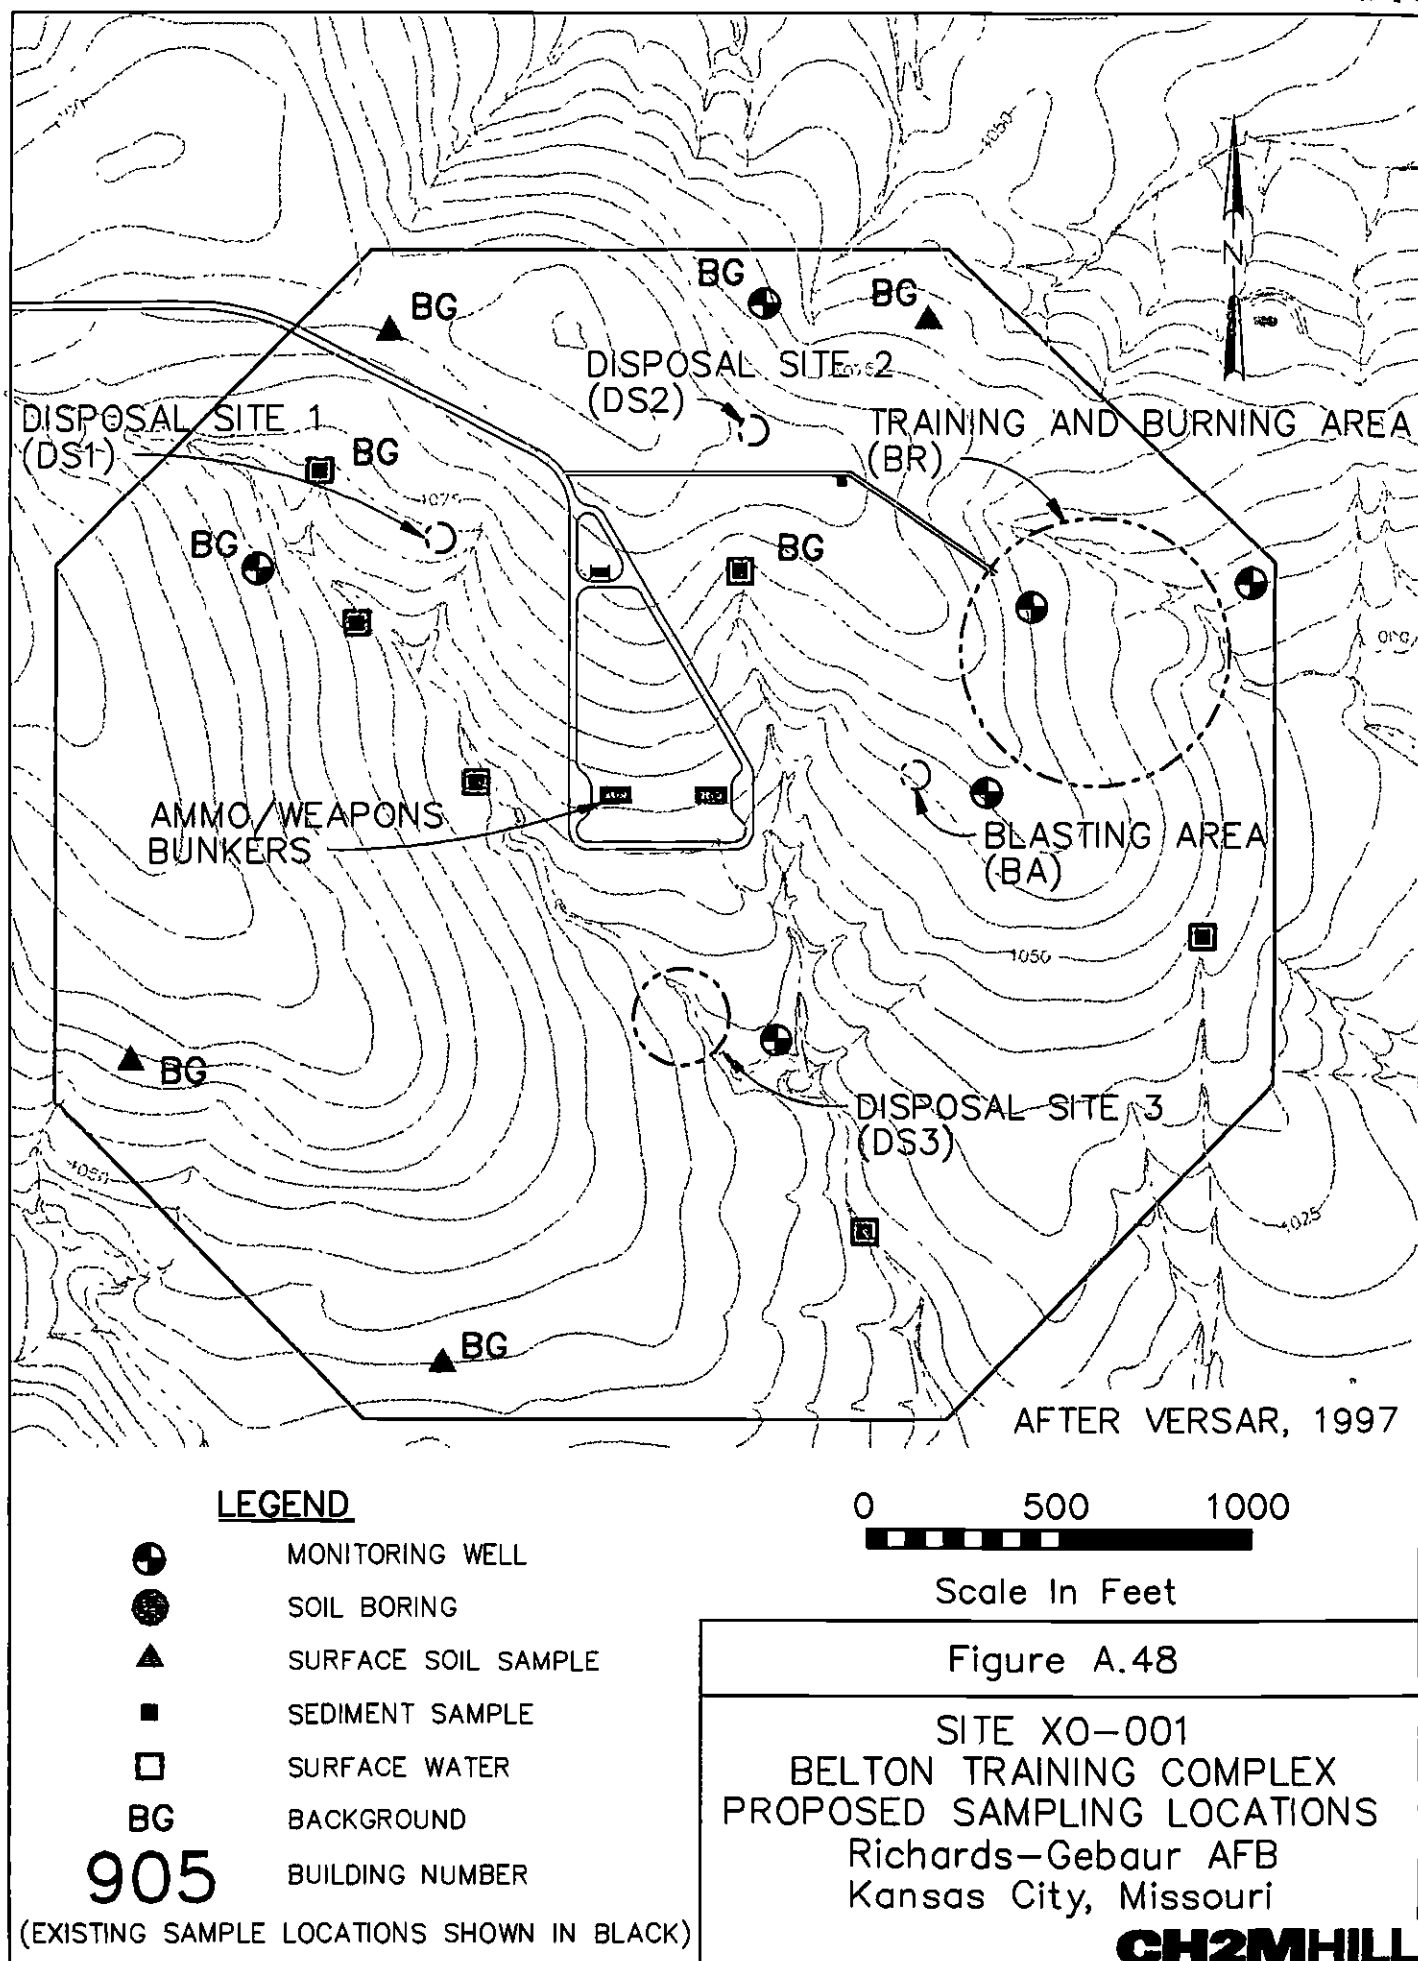 1050
N
BG
BG
BG
DISPOSAL SITE 2
(DS2)
DISPOSAL SITE 1
(DS1)
BG
TRAINING AND BURNING AREA
(BR)
1075
BG
BG
AMMO/WEAPONS
BUNKERS
BLASTING AREA
(BA)
1050
BG
DISPOSAL SITE 3
(DS3)
1050
1025
BG
AFTER VERSAR, 1997
LEGEND
MONITORING WELL
SOIL BORING
SURFACE SOIL SAMPLE
SEDIMENT SAMPLE
SURFACE WATER
BG BACKGROUND
905 BUILDING NUMBER
(EXISTING SAMPLE LOCATIONS SHOWN IN BLACK)
0 500 1000
Scale In Feet
Figure A.48
SITE XO-001
BELTON TRAINING COMPLEX
PROPOSED SAMPLING LOCATIONS
Richards-Gebaur AFB
Kansas City, Missouri
CH2MHILL